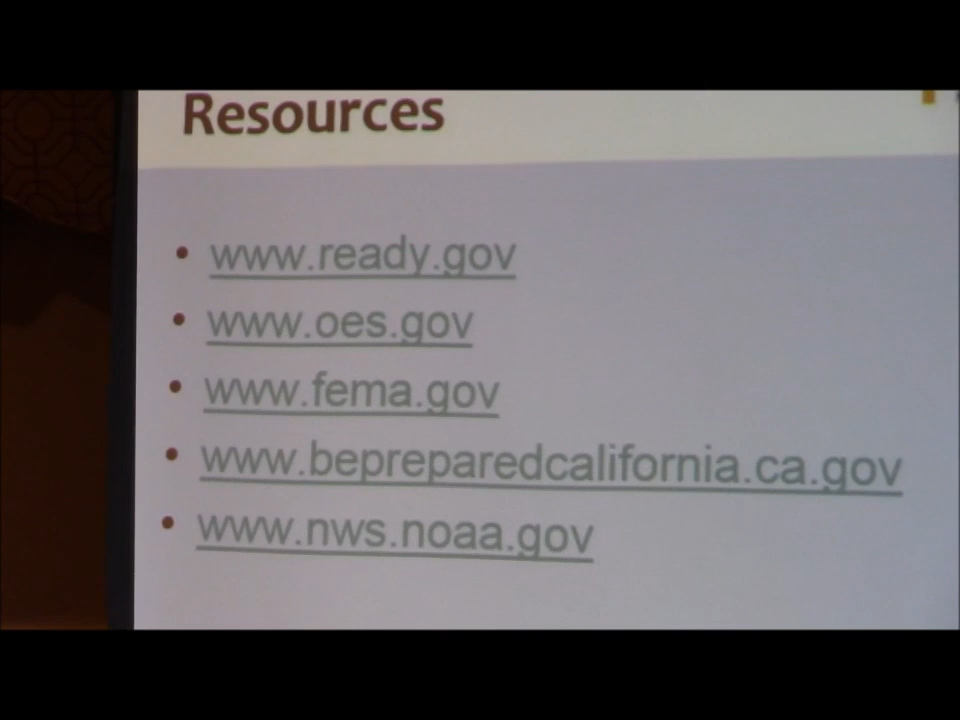 Resources
• www.ready.gov
• www.oes.gov
• www.fema.gov
• www.bepreparedcalifornia.ca.gov
• www.nws.noaa.gov